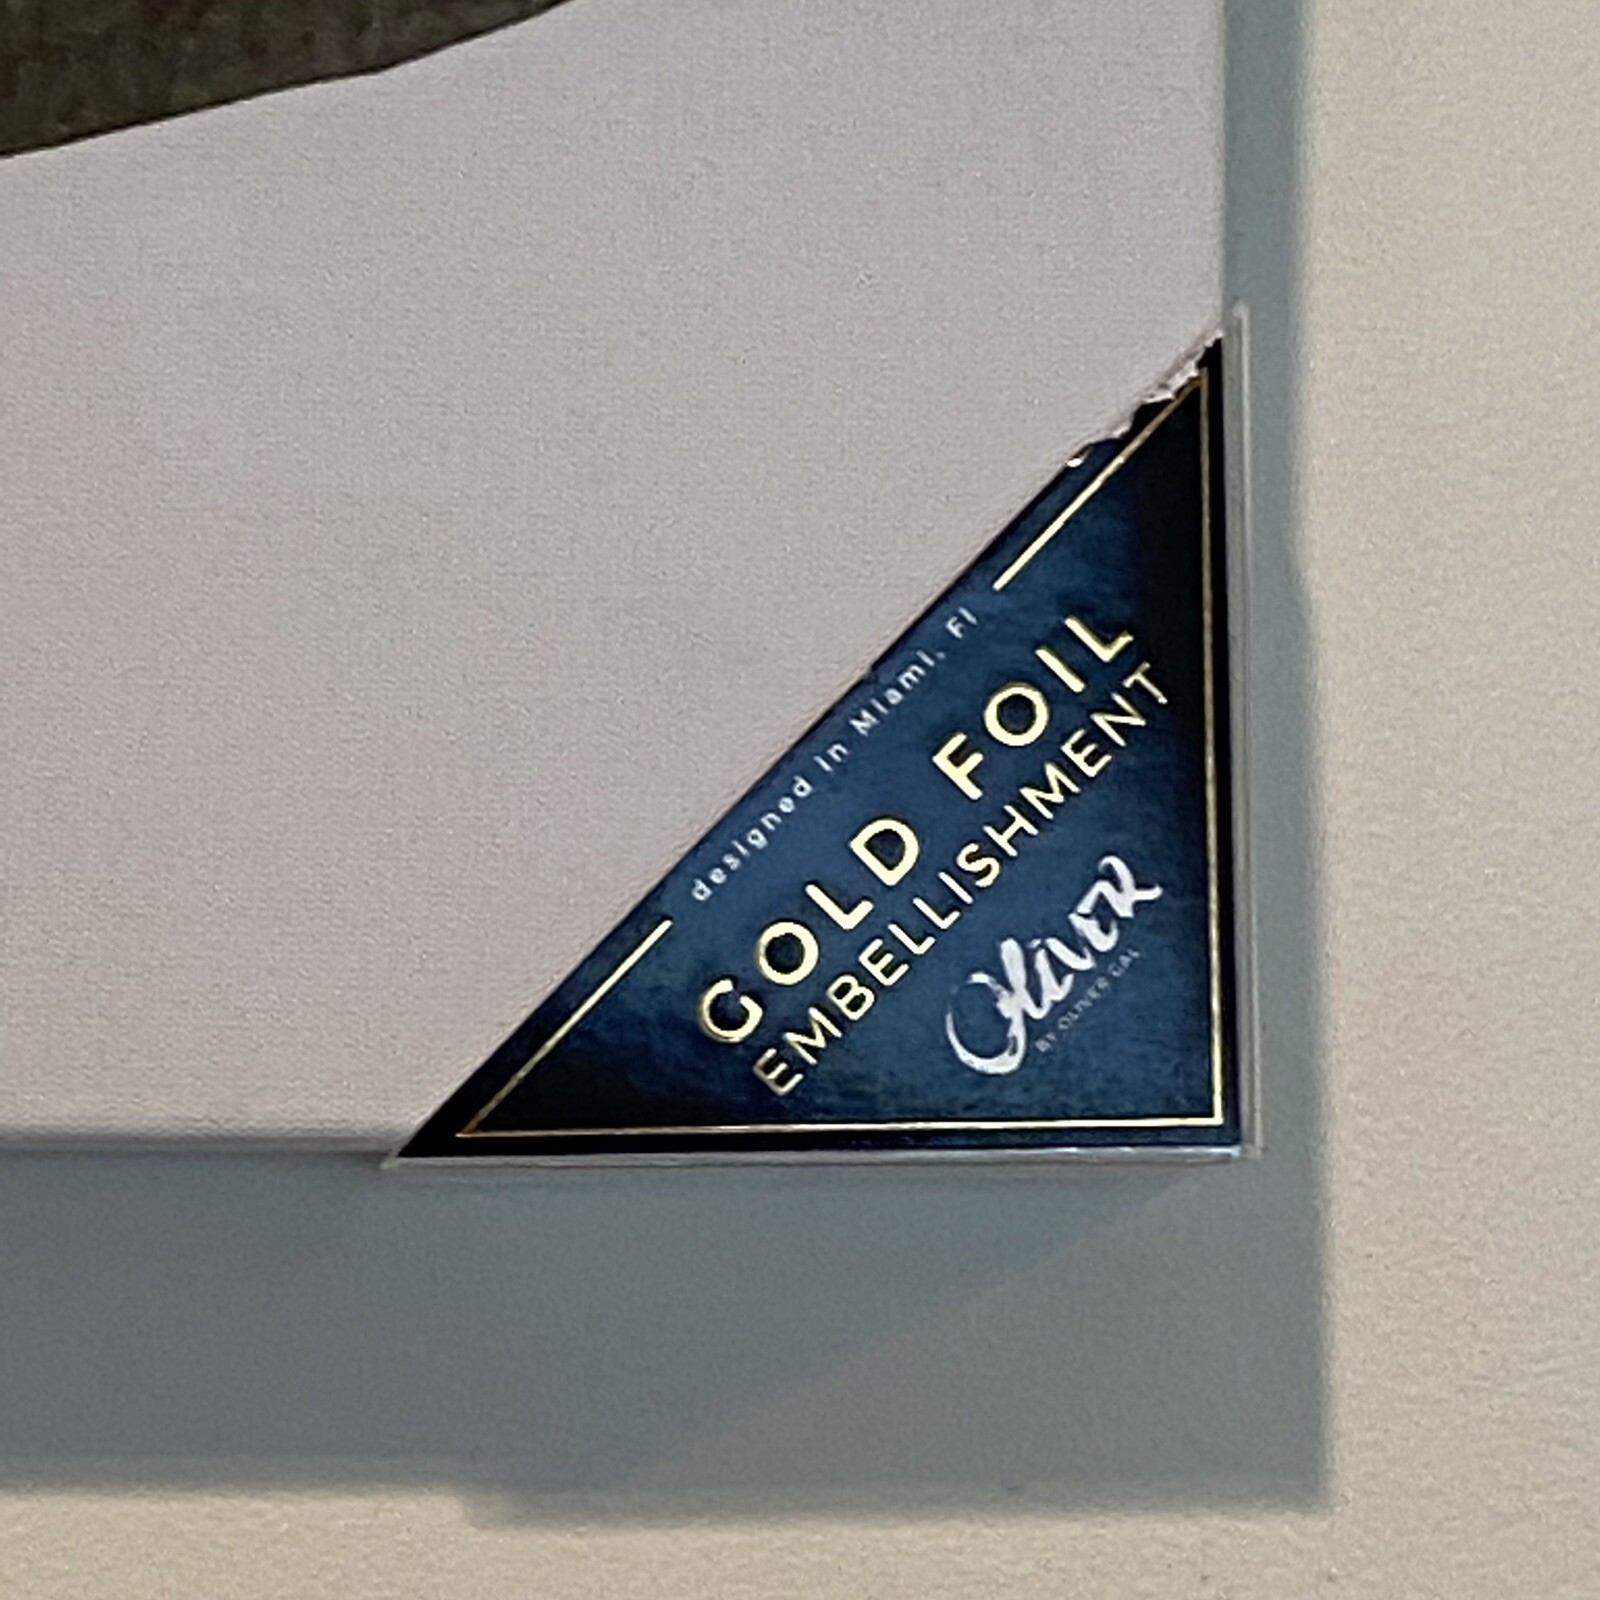 designed in Miami, Fl
GOLD FOIL
EMBELLISHMENT
Oliver
BY OLIVER GAL